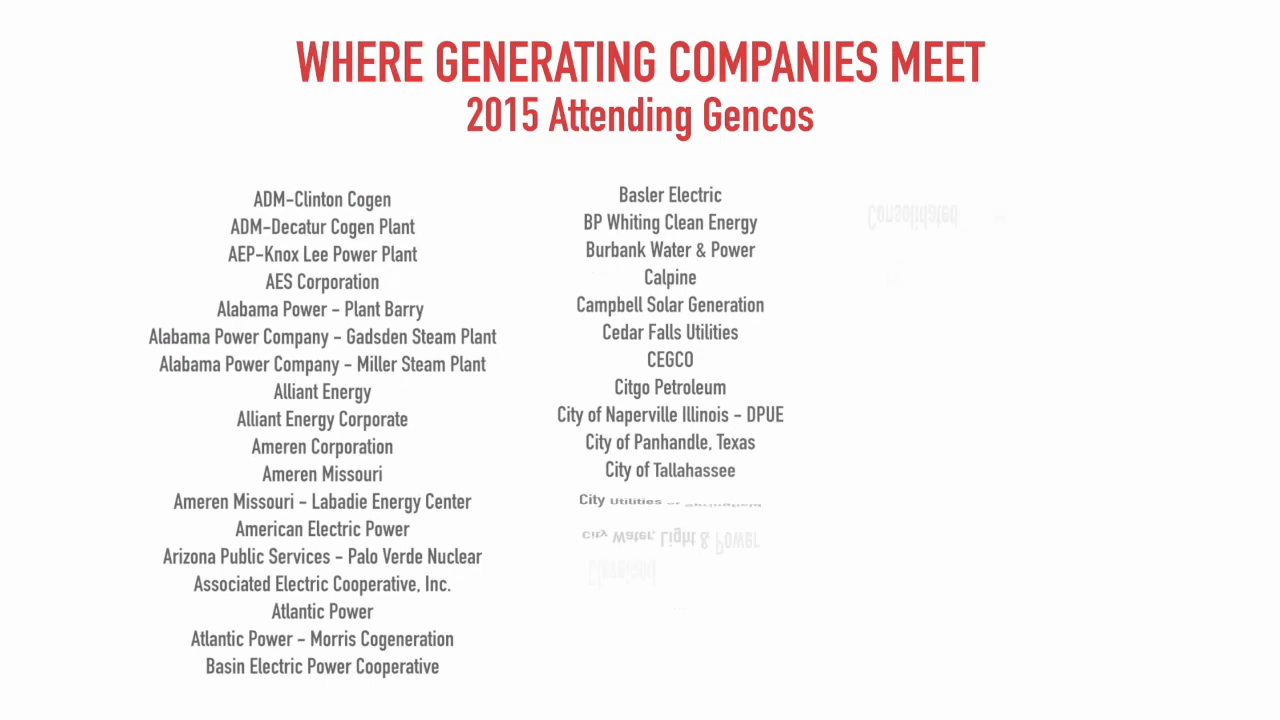 WHERE GENERATING COMPANIES MEET
2015 Attending Gencos
ADM-Clinton Cogen
ADM-Decatur Cogen Plant
AEP-Knox Lee Power Plant
AES Corporation
Alabama Power - Plant Barry
Alabama Power Company - Gadsden Steam Plant
Alabama Power Company - Miller Steam Plant
Alliant Energy
Alliant Energy Corporate
Ameren Corporation
Ameren Missouri
Ameren Missouri - Labadie Energy Center
American Electric Power
Arizona Public Services - Palo Verde Nuclear
Associated Electric Cooperative, Inc.
Atlantic Power
Atlantic Power - Morris Cogeneration
Basin Electric Power Cooperative
Basler Electric
BP Whiting Clean Energy
Burbank Water & Power
Calpine
Campbell Solar Generation
Cedar Falls Utilities
CEGCO
Citgo Petroleum
City of Naperville Illinois - DPUE
City of Panhandle, Texas
City of Tallahassee
City Utilities of Springfield
City Water, Light & Power
Cleveland
Consolidated